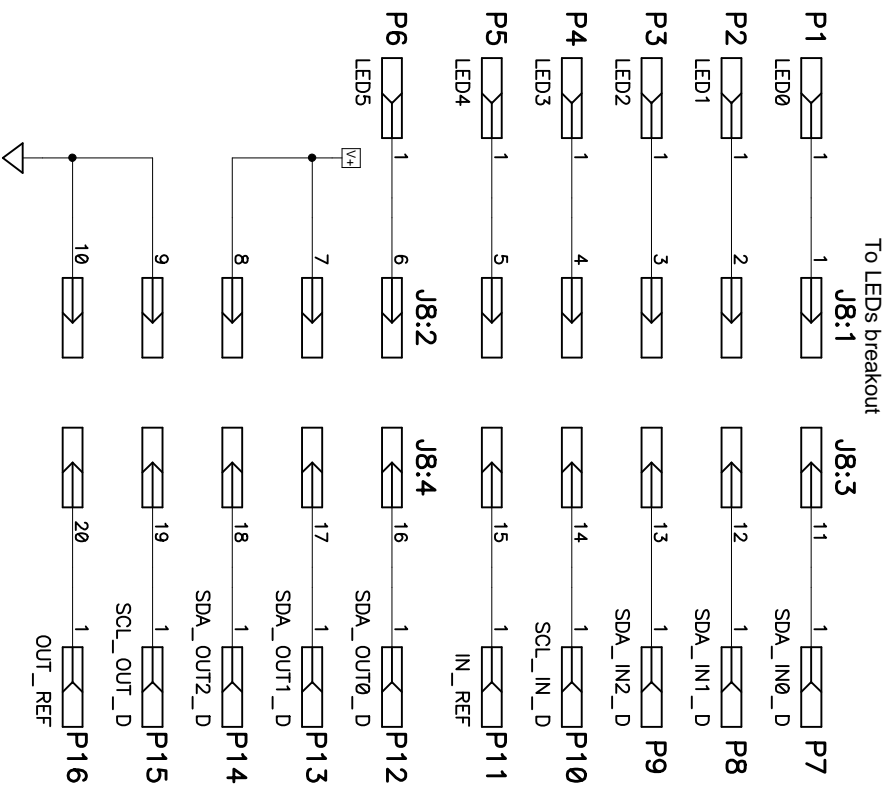 To LEDs breakout
J8:1
J8:3
P1
LED0
1
1
11
1
SDA_IN0_D
P7
P2
LED1
1
2
12
1
SDA_IN1_D
P8
P3
LED2
1
3
13
1
SDA_IN2_D
P9
P4
LED3
1
4
14
1
SCL_IN_D
P10
P5
LED4
1
5
15
1
IN_REF
P11
J8:2
J8:4
P6
LED5
1
6
16
1
SDA_OUT0_D
P12
V+
7
17
1
SDA_OUT1_D
P13
8
18
1
SDA_OUT2_D
P14
9
19
1
SCL_OUT_D
P15
10
20
1
OUT_REF
P16